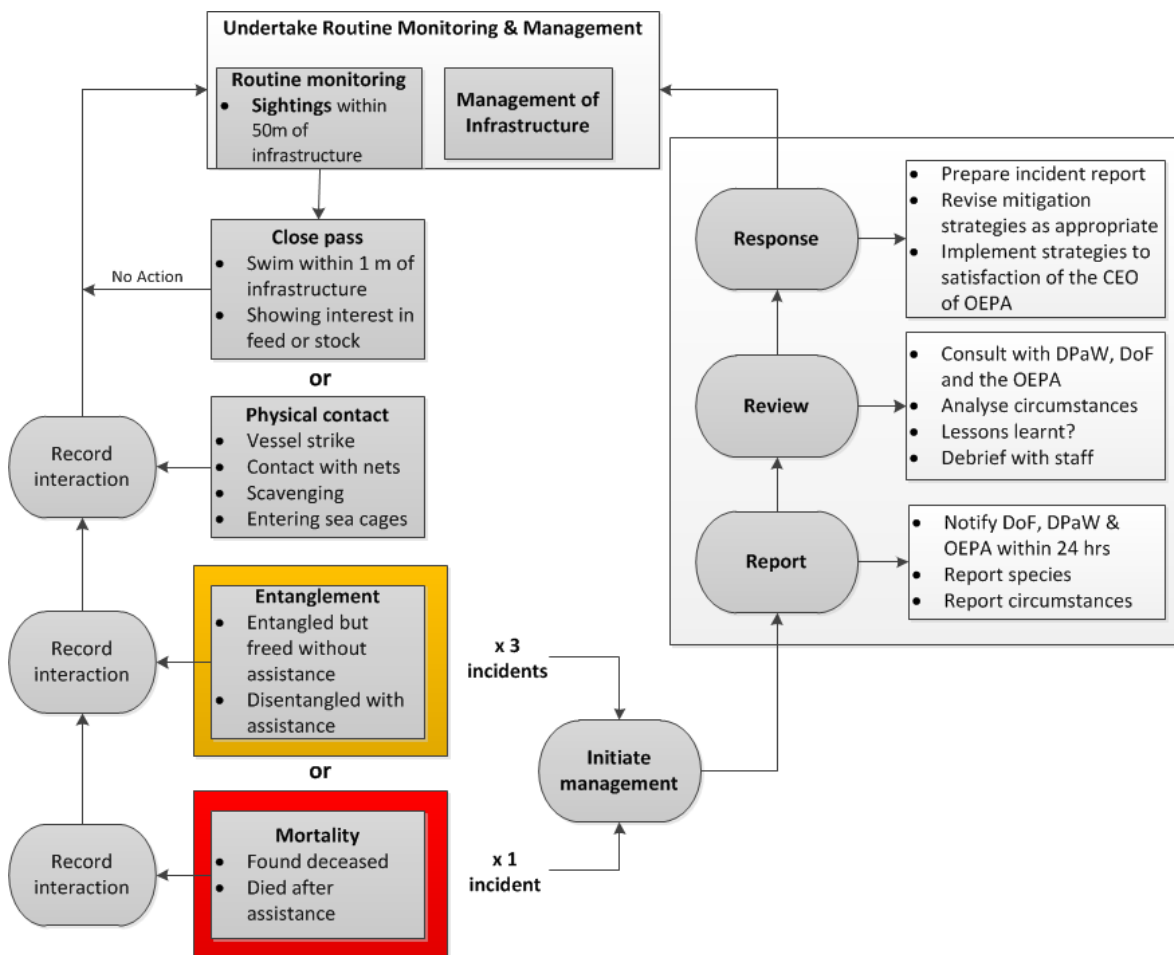 Undertake Routine Monitoring & Management
Routine monitoring
• Sightings within
50m of
infrastructure
Management of
Infrastructure
Close pass
• Swim within 1 m of
infrastructure
• Showing interest in
feed or stock
No Action
or
Physical contact
• Vessel strike
• Contact with nets
• Scavenging
• Entering sea cages
Record
interaction
Entanglement
• Entangled but
freed without
assistance
• Disentangled with
assistance
Record
interaction
x 3
incidents
or
Mortality
• Found deceased
• Died after
assistance
Record
interaction
x 1
incident
Initiate
management
Response
• Prepare incident report
• Revise mitigation
strategies as appropriate
• Implement strategies to
satisfaction of the CEO
of OEPA
Review
• Consult with DPaW, DoF
and the OEPA
• Analyse circumstances
• Lessons learnt?
• Debrief with staff
Report
• Notify DoF, DPaW &
OEPA within 24 hrs
• Report species
• Report circumstances